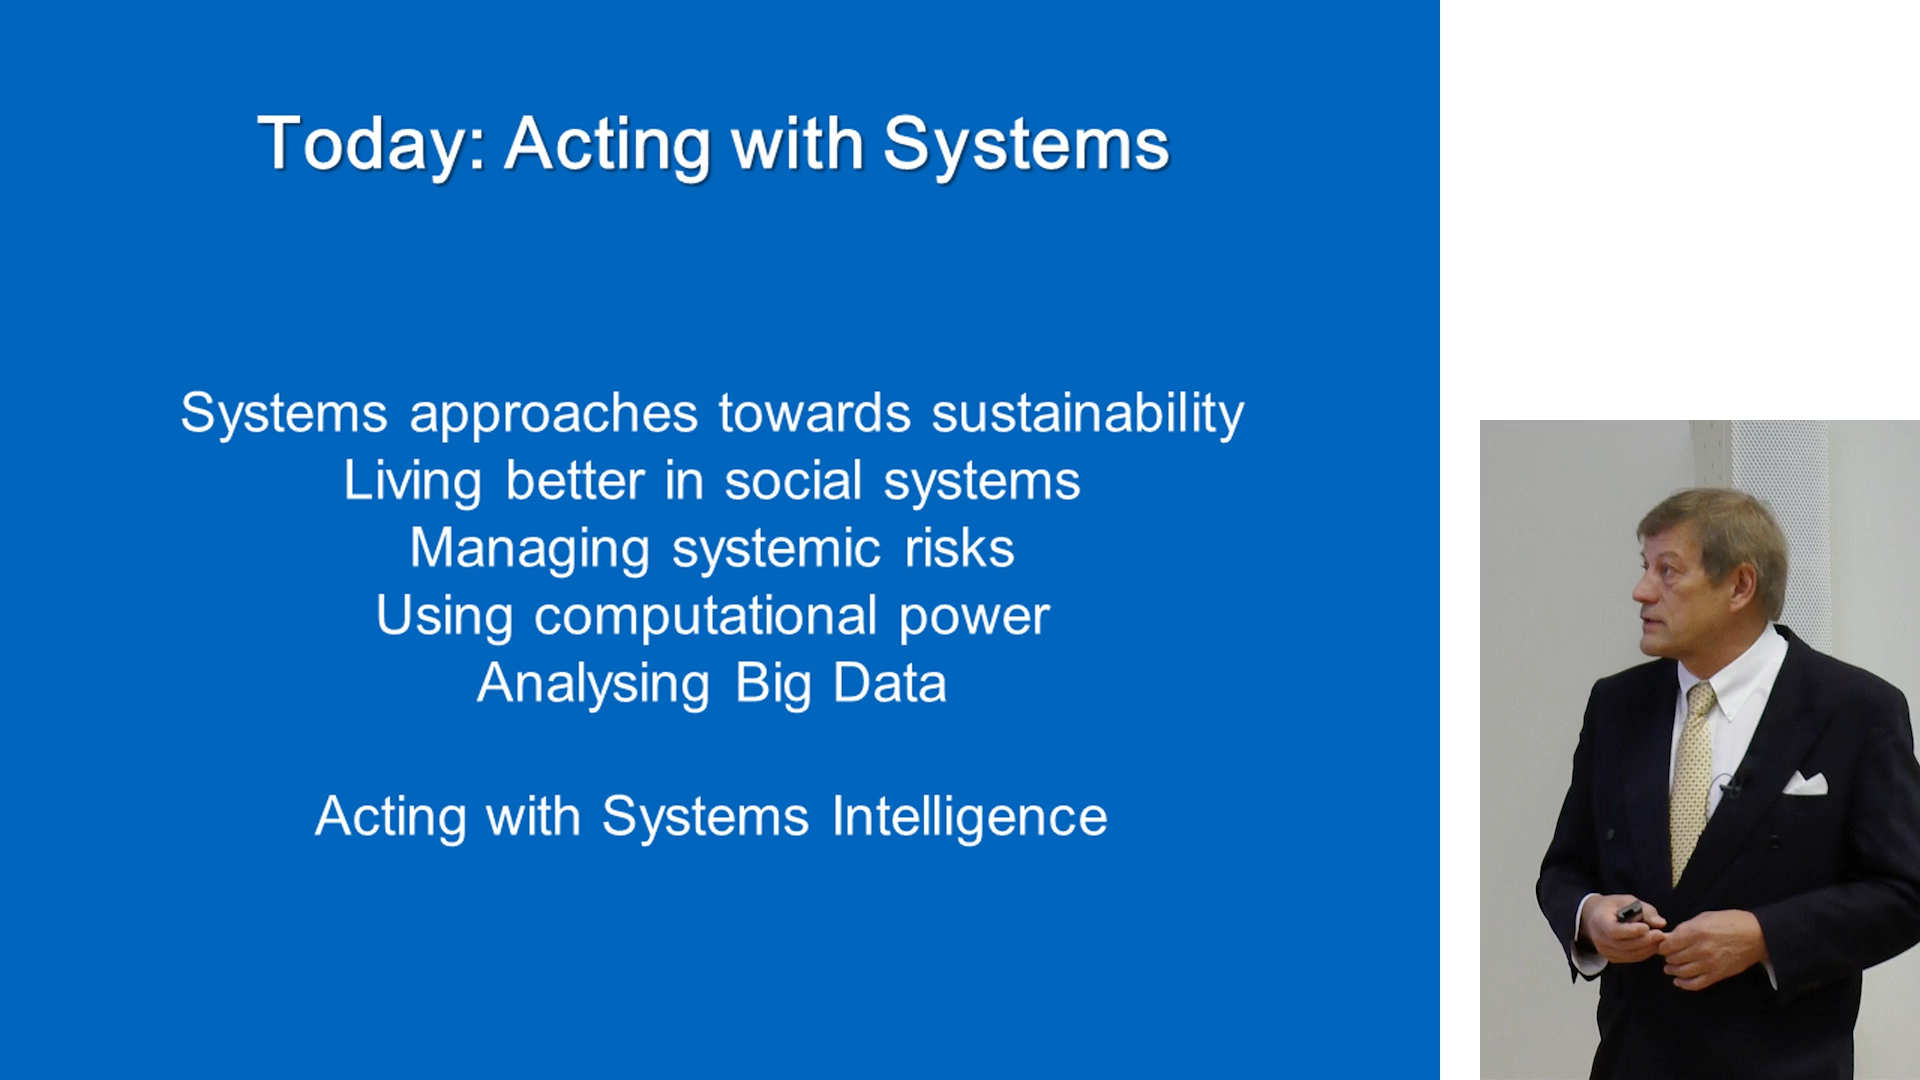 Today: Acting with Systems
Systems approaches towards sustainability
Living better in social systems
Managing systemic risks
Using computational power
Analysing Big Data
Acting with Systems Intelligence